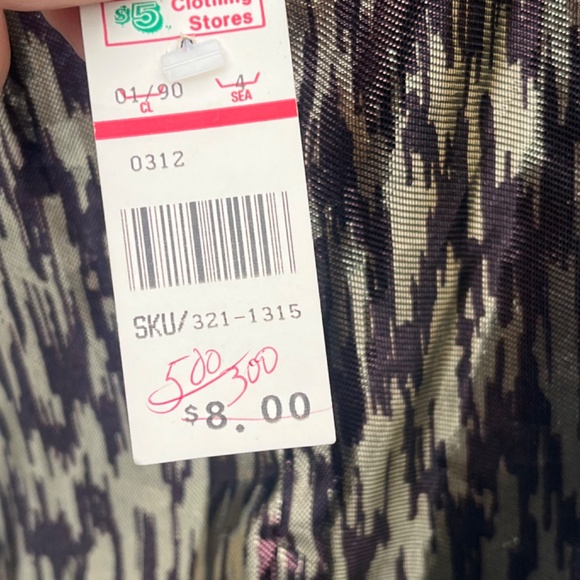 $5 Clothing
Stores
01/90 4
CL SEA
0312
SKU/321-1315
500 300
$8.00